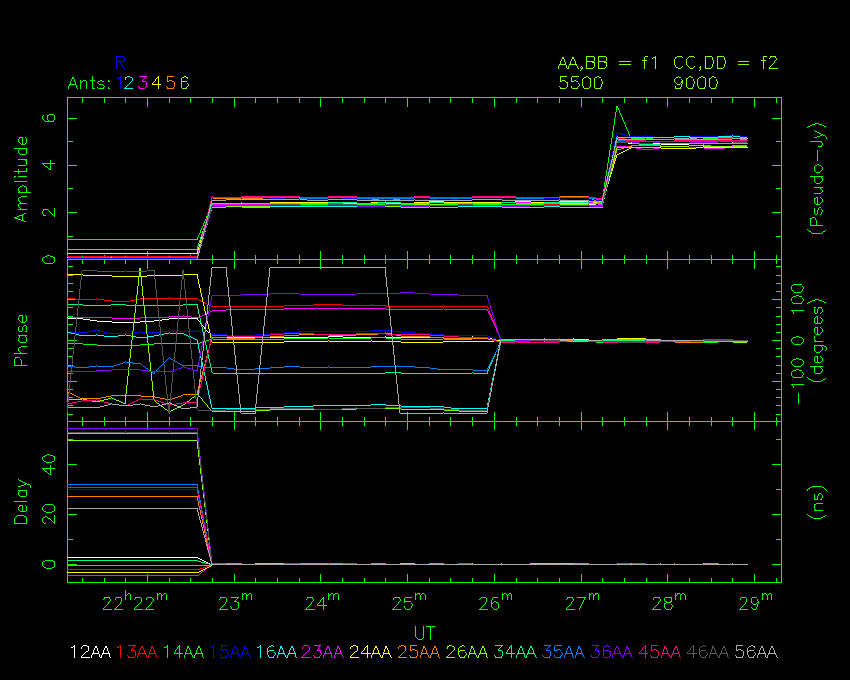 R
AA,BB = f1 CC,DD = f2
Ants: 123456
5500 9000
6
4
2
0
Amplitude
(Pseudo-Jy)
100
0
-100
Phase
(degrees)
40
20
0
Delay
(ns)
22h22m 23m 24m 25m 26m 27m 28m 29m
UT
12AA 13AA 14AA 15AA 16AA 23AA 24AA 25AA 26AA 34AA 35AA 36AA 45AA 46AA 56AA